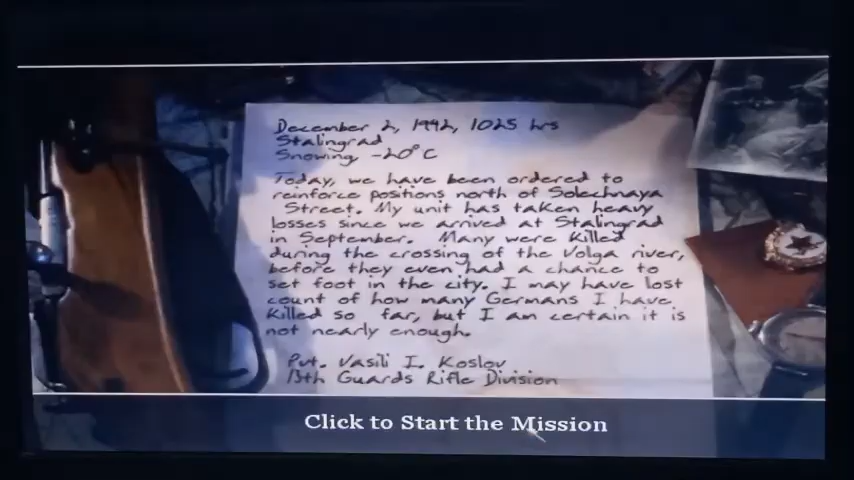 December 2, 1942, 1025 hrs
Stalingrad
Snowing, -20°C
Today, we have been ordered to
reinforce positions north of Solechnaya
Street. My unit has taken heavy
losses since we arrived at Stalingrad
in September. Many were killed
during the crossing of the Volga river,
before they even had a chance to
set foot in the city. I may have lost
count of how many Germans I have
killed so far, but I am certain it is
not nearly enough.
Pvt. Vasili I. Koslov
13th Guards Rifle Division
Click to Start the Mission